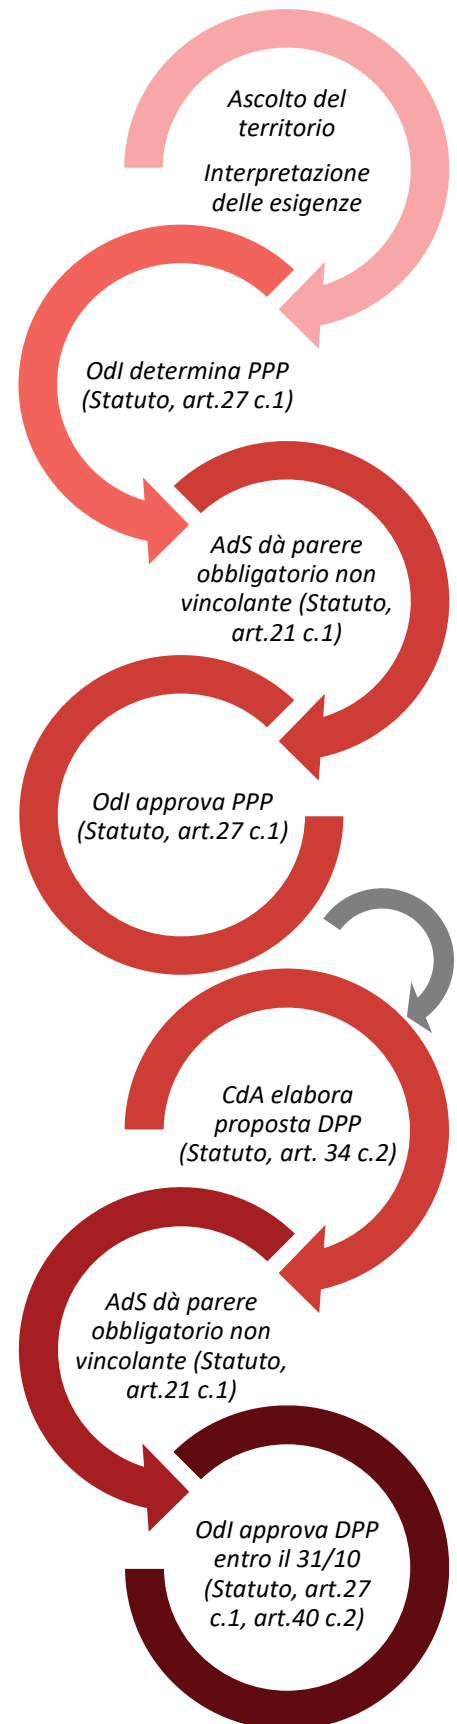 Ascolto del
territorio
Interpretazione
delle esigenze
OdI determina PPP
(Statuto, art.27 c.1)
AdS dà parere
obbligatorio non
vincolante (Statuto,
art.21 c.1)
OdI approva PPP
(Statuto, art.27 c.1)
CdA elabora
proposta DPP
(Statuto, art. 34 c.2)
AdS dà parere
obbligatorio non
vincolante (Statuto,
art.21 c.1)
OdI approva DPP
entro il 31/10
(Statuto, art.27
c.1, art.40 c.2)